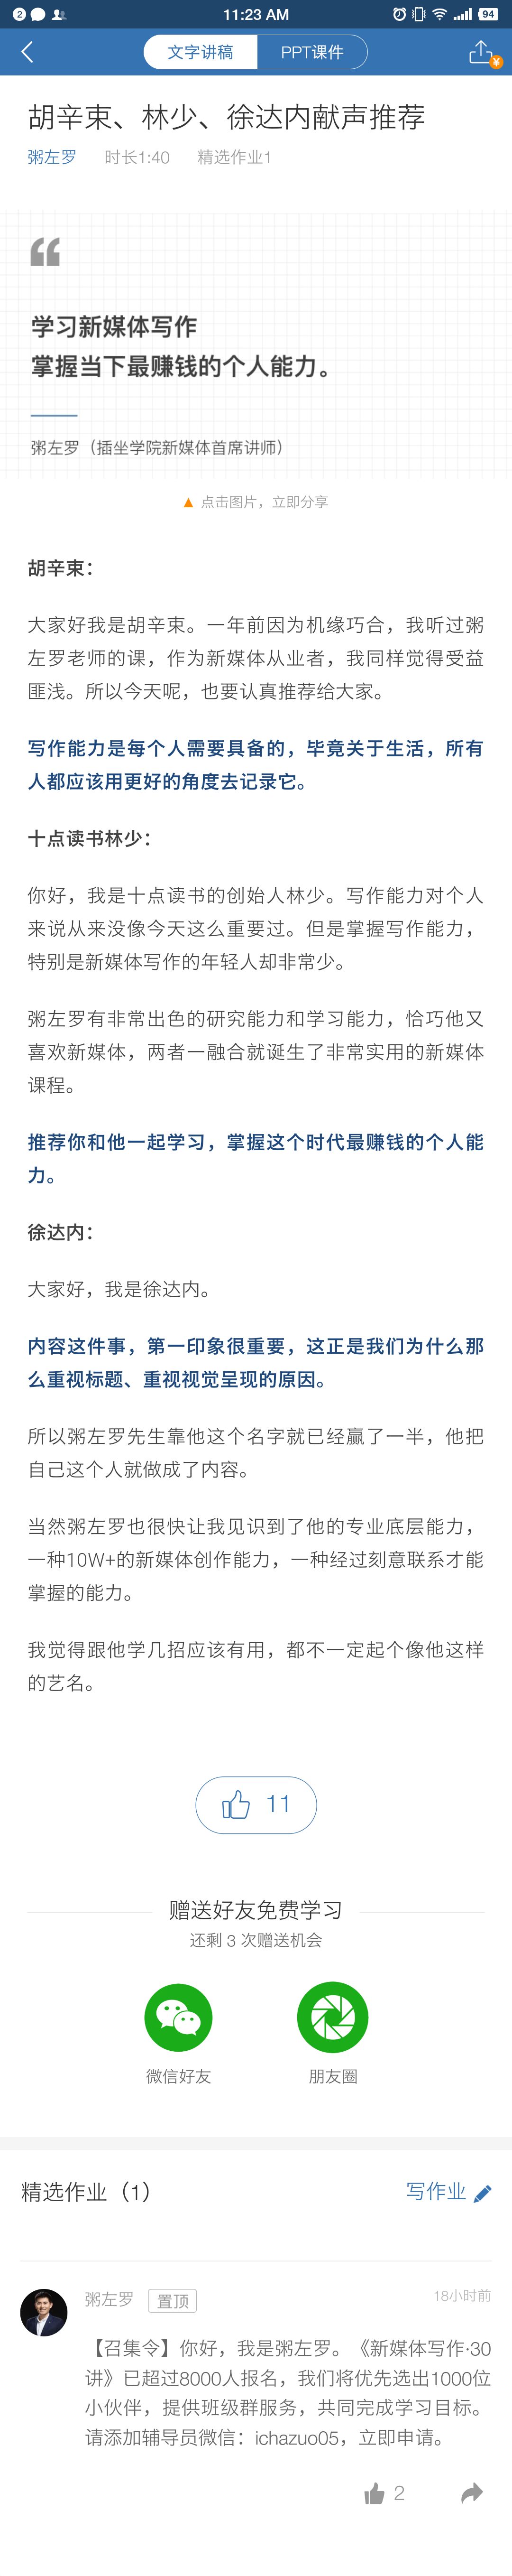 2
11:23 AM
94
文字讲稿
PPT课件
¥
胡辛束、林少、徐达内献声推荐
粥左罗 时长1:40 精选作业1
学习新媒体写作
掌握当下最赚钱的个人能力。
粥左罗（插坐学院新媒体首席讲师）
▲ 点击图片，立即分享
胡辛束：
大家好我是胡辛束。一年前因为机缘巧合，我听过粥
左罗老师的课，作为新媒体从业者，我同样觉得受益
匪浅。所以今天呢，也要认真推荐给大家。
写作能力是每个人需要具备的，毕竟关于生活，所有
人都应该用更好的角度去记录它。
十点读书林少：
你好，我是十点读书的创始人林少。写作能力对个人
来说从来没像今天这么重要过。但是掌握写作能力，
特别是新媒体写作的年轻人却非常少。
粥左罗有非常出色的研究能力和学习能力，恰巧他又
喜欢新媒体，两者一融合就诞生了非常实用的新媒体
课程。
推荐你和他一起学习，掌握这个时代最赚钱的个人能
力。
徐达内：
大家好，我是徐达内。
内容这件事，第一印象很重要，这正是我们为什么那
么重视标题、重视视觉呈现的原因。
所以粥左罗先生靠他这个名字就已经赢了一半，他把
自己这个人就做成了内容。
当然粥左罗也很快让我见识到了他的专业底层能力，
一种10W+的新媒体创作能力，一种经过刻意联系才能
掌握的能力。
我觉得跟他学几招应该有用，都不一定起个像他这样
的艺名。
11
赠送好友免费学习
还剩 3 次赠送机会
微信好友
朋友圈
精选作业（1）
写作业
粥左罗 置顶
18小时前
【召集令】你好，我是粥左罗。《新媒体写作·30
讲》已超过8000人报名，我们将优先选出1000位
小伙伴，提供班级群服务，共同完成学习目标。
请添加辅导员微信：ichazuo05，立即申请。
2